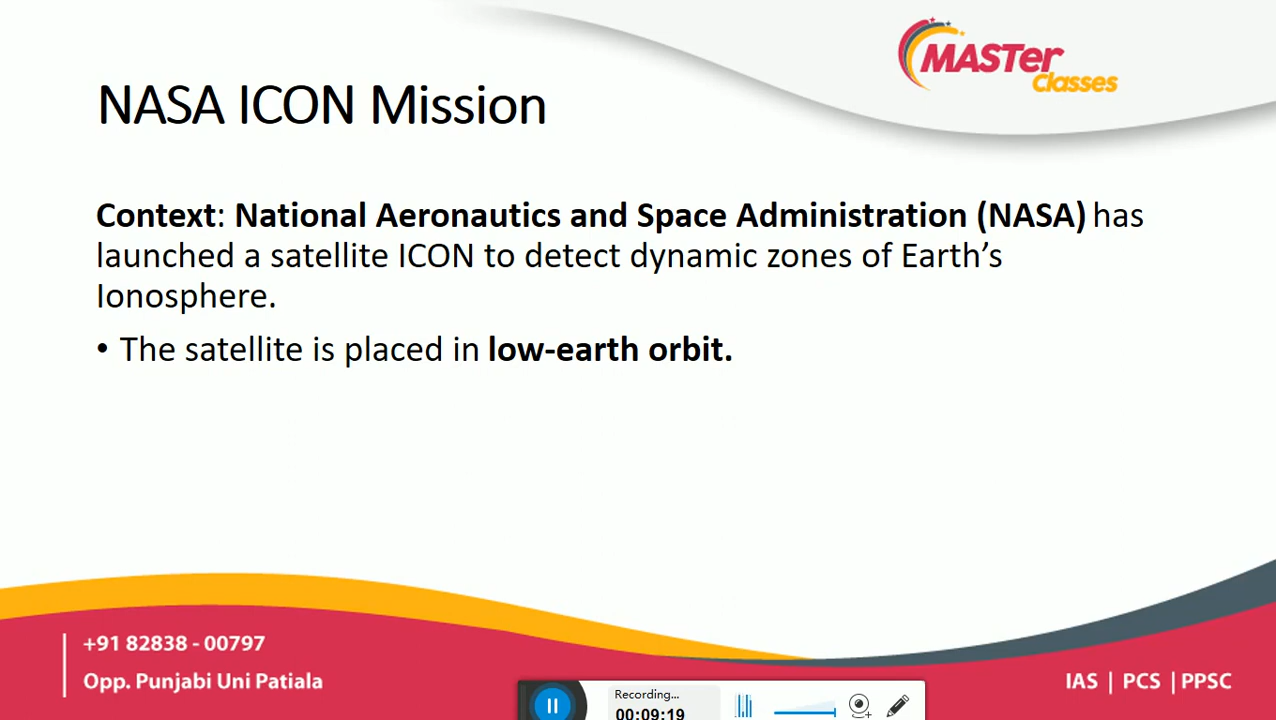 MASTer
Classes
NASA ICON Mission
Context: National Aeronautics and Space Administration (NASA) has
launched a satellite ICON to detect dynamic zones of Earth’s
Ionosphere.
• The satellite is placed in low-earth orbit.
+91 82838 - 00797
Opp. Punjabi Uni Patiala
IAS | PCS | PPSC
Recording...
00:09:19